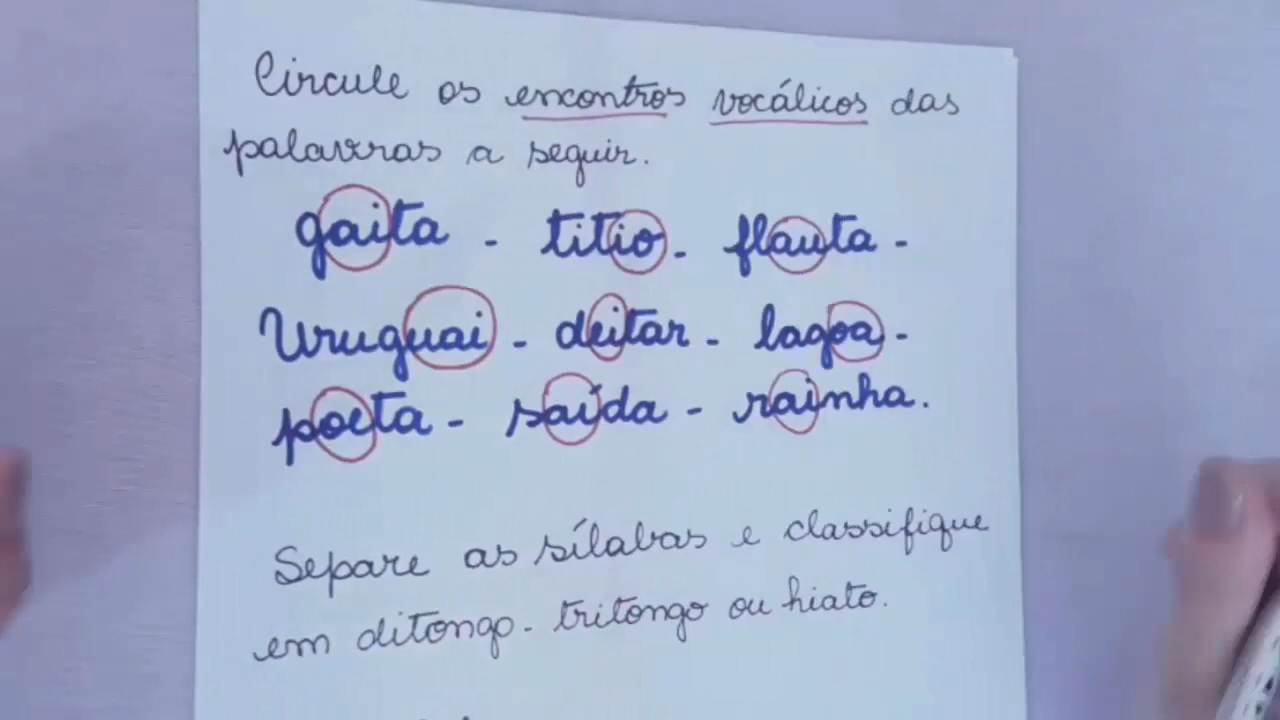 Circule os encontros vocálicos das
palavras a seguir.
gaita - titio - flauta -
Uruguai - deitar - lagoa -
poeta - saída - rainha.
Separe as sílabas e classifique
em ditongo - tritongo ou hiato.